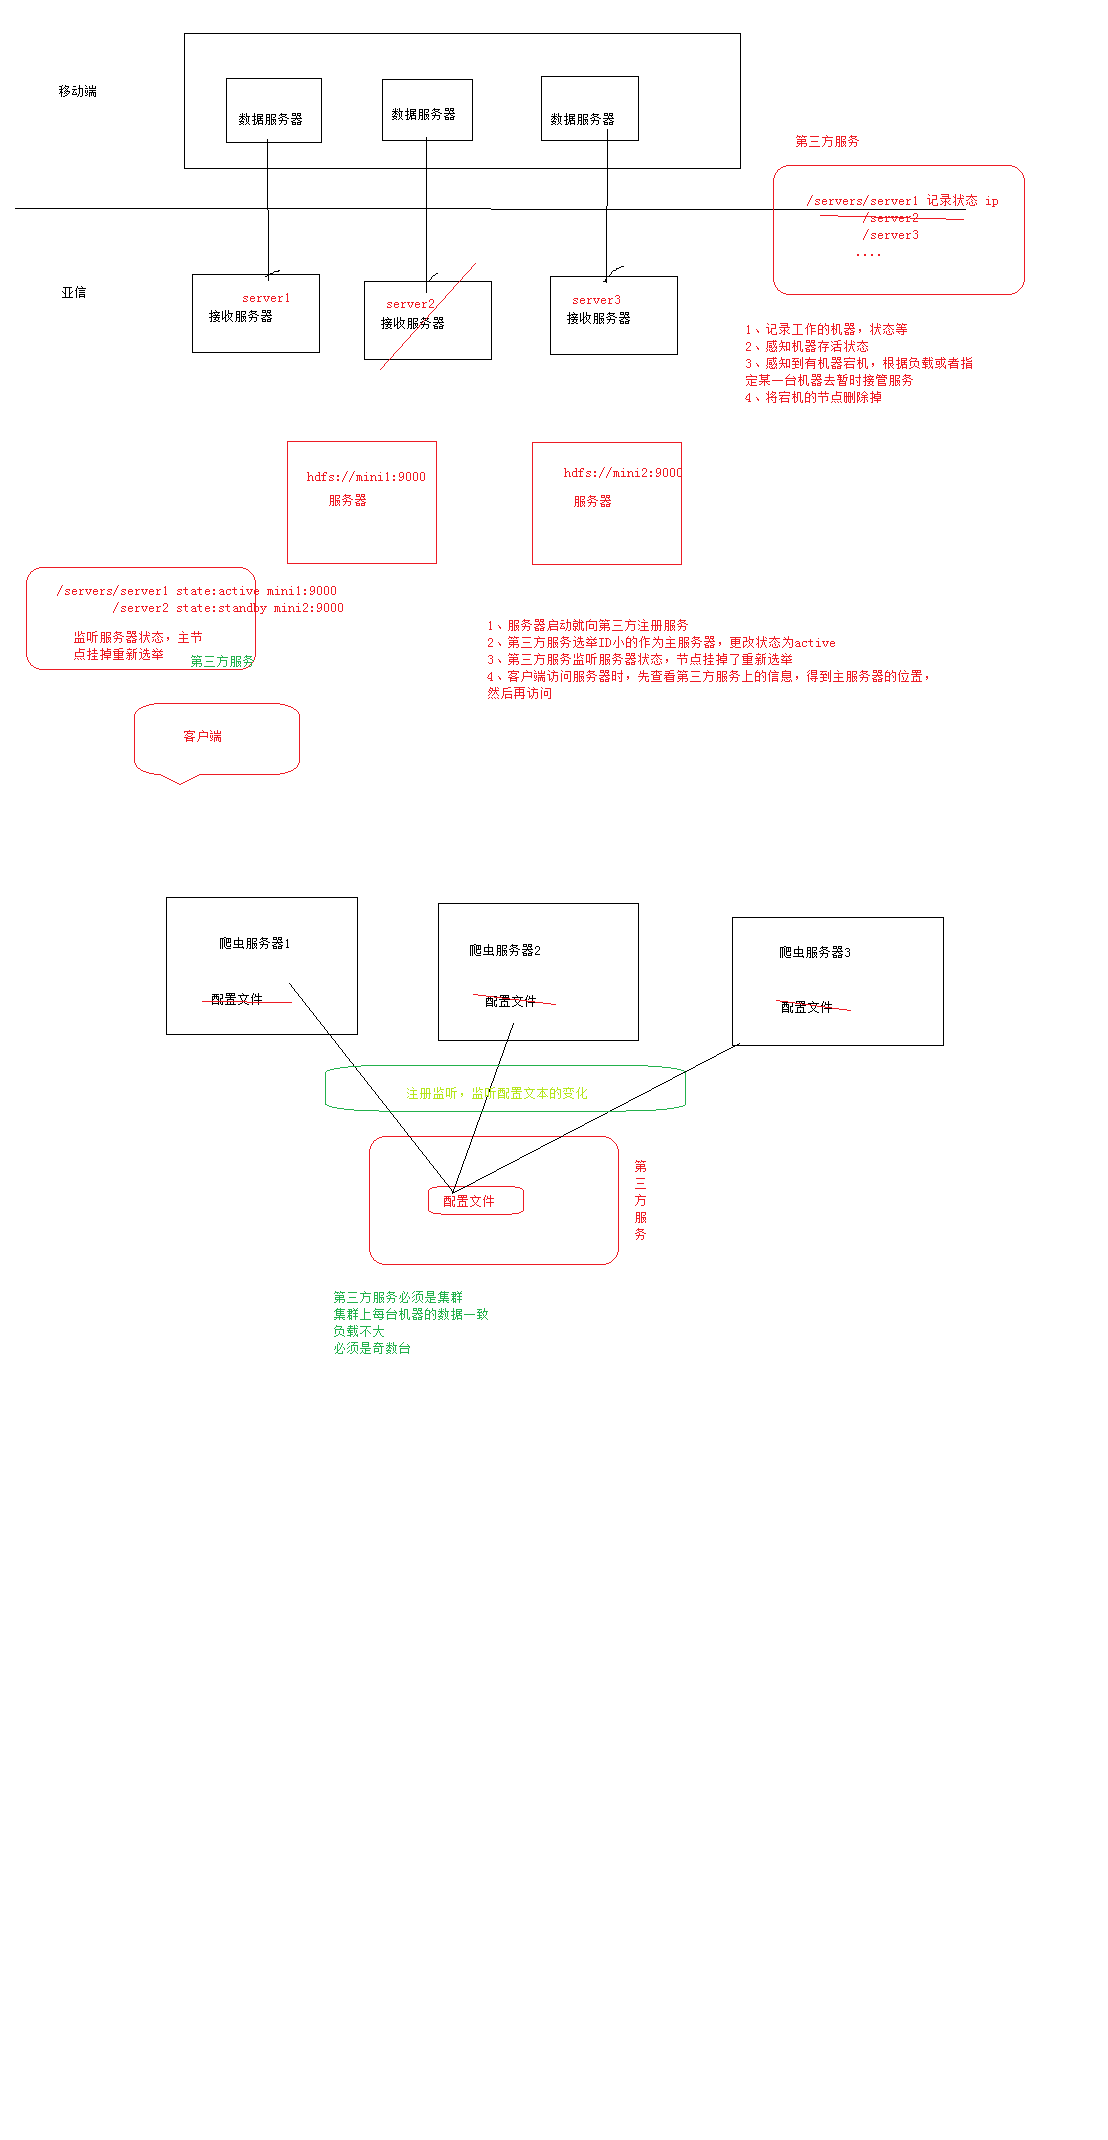 移动端
数据服务器
数据服务器
数据服务器
第三方服务
/servers/server1 记录状态 ip
/server2
/server3
....
亚信
server1
接收服务器
server2
接收服务器
server3
接收服务器
1、记录工作的机器，状态等
2、感知机器存活状态
3、感知到有机器宕机，根据负载或者指
定某一台机器去暂时接管服务
4、将宕机的节点删除掉
hdfs://mini1:9000
服务器
hdfs://mini2:9000
服务器
/servers/server1 state:active mini1:9000
/server2 state:standby mini2:9000
监听服务器状态，主节
点挂掉重新选举
第三方服务
1、服务器启动就向第三方注册服务
2、第三方服务选举ID小的作为主服务器，更改状态为active
3、第三方服务监听服务器状态，节点挂掉了重新选举
4、客户端访问服务器时，先查看第三方服务上的信息，得到主服务器的位置，
然后再访问
客户端
爬虫服务器1
配置文件
爬虫服务器2
配置文件
爬虫服务器3
配置文件
注册监听，监听配置文本的变化
配置文件
第
三
方
服
务
第三方服务必须是集群
集群上每台机器的数据一致
负载不大
必须是奇数台